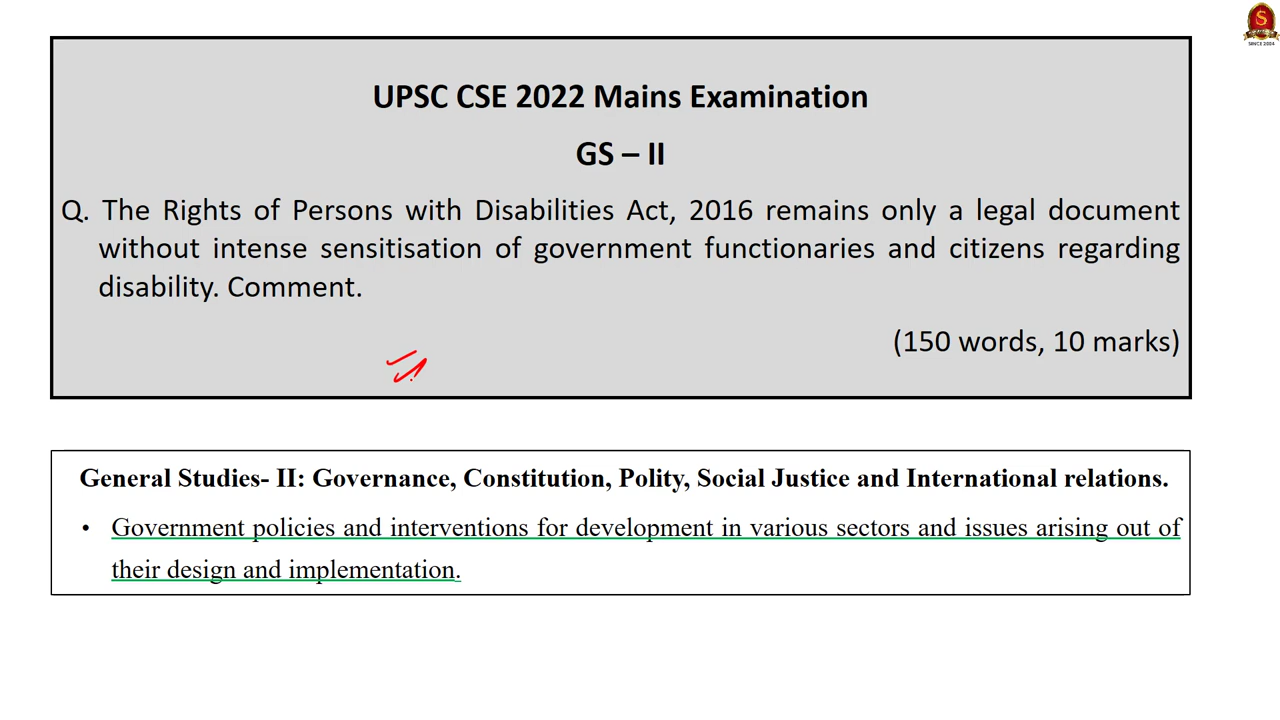 S
SINCE 2004
UPSC CSE 2022 Mains Examination
GS – II
Q. The Rights of Persons with Disabilities Act, 2016 remains only a legal document
without intense sensitisation of government functionaries and citizens regarding
disability. Comment.
(150 words, 10 marks)
General Studies- II: Governance, Constitution, Polity, Social Justice and International relations.
• Government policies and interventions for development in various sectors and issues arising out of
their design and implementation.